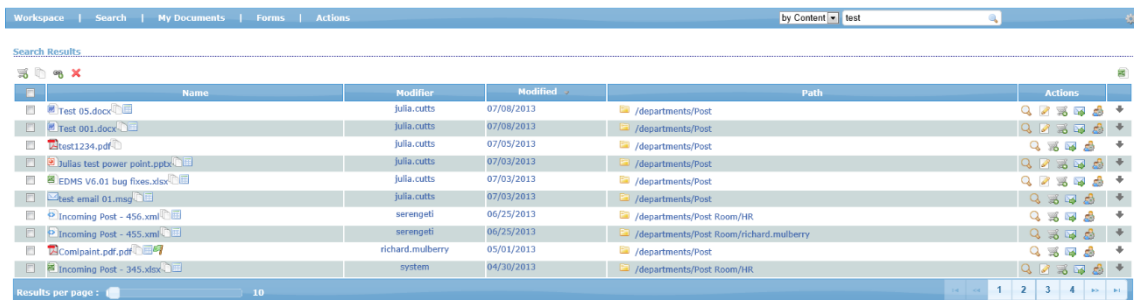 Workspace | Search | My Documents | Forms | Actions by Content test
Search Results
Name Modifier Modified Path Actions
Test 05.docx julia.cutts 07/08/2013 /departments/Post
Test 001.docx julia.cutts 07/08/2013 /departments/Post
test1234.pdf julia.cutts 07/05/2013 /departments/Post
Julias test power point.pptx julia.cutts 07/03/2013 /departments/Post
EDMS V6.01 bug fixes.xlsx julia.cutts 07/03/2013 /departments/Post
test email 01.msg julia.cutts 07/03/2013 /departments/Post
Incoming Post - 456.xml serengeti 06/25/2013 /departments/Post Room/HR
Incoming Post - 455.xml serengeti 06/25/2013 /departments/Post Room/richard.mulberry
Comlpaint.pdf.pdf richard.mulberry 05/01/2013 /departments/Post
Incoming Post - 345.xlsx system 04/30/2013 /departments/Post Room/HR
Results per page : 10 1 2 3 4